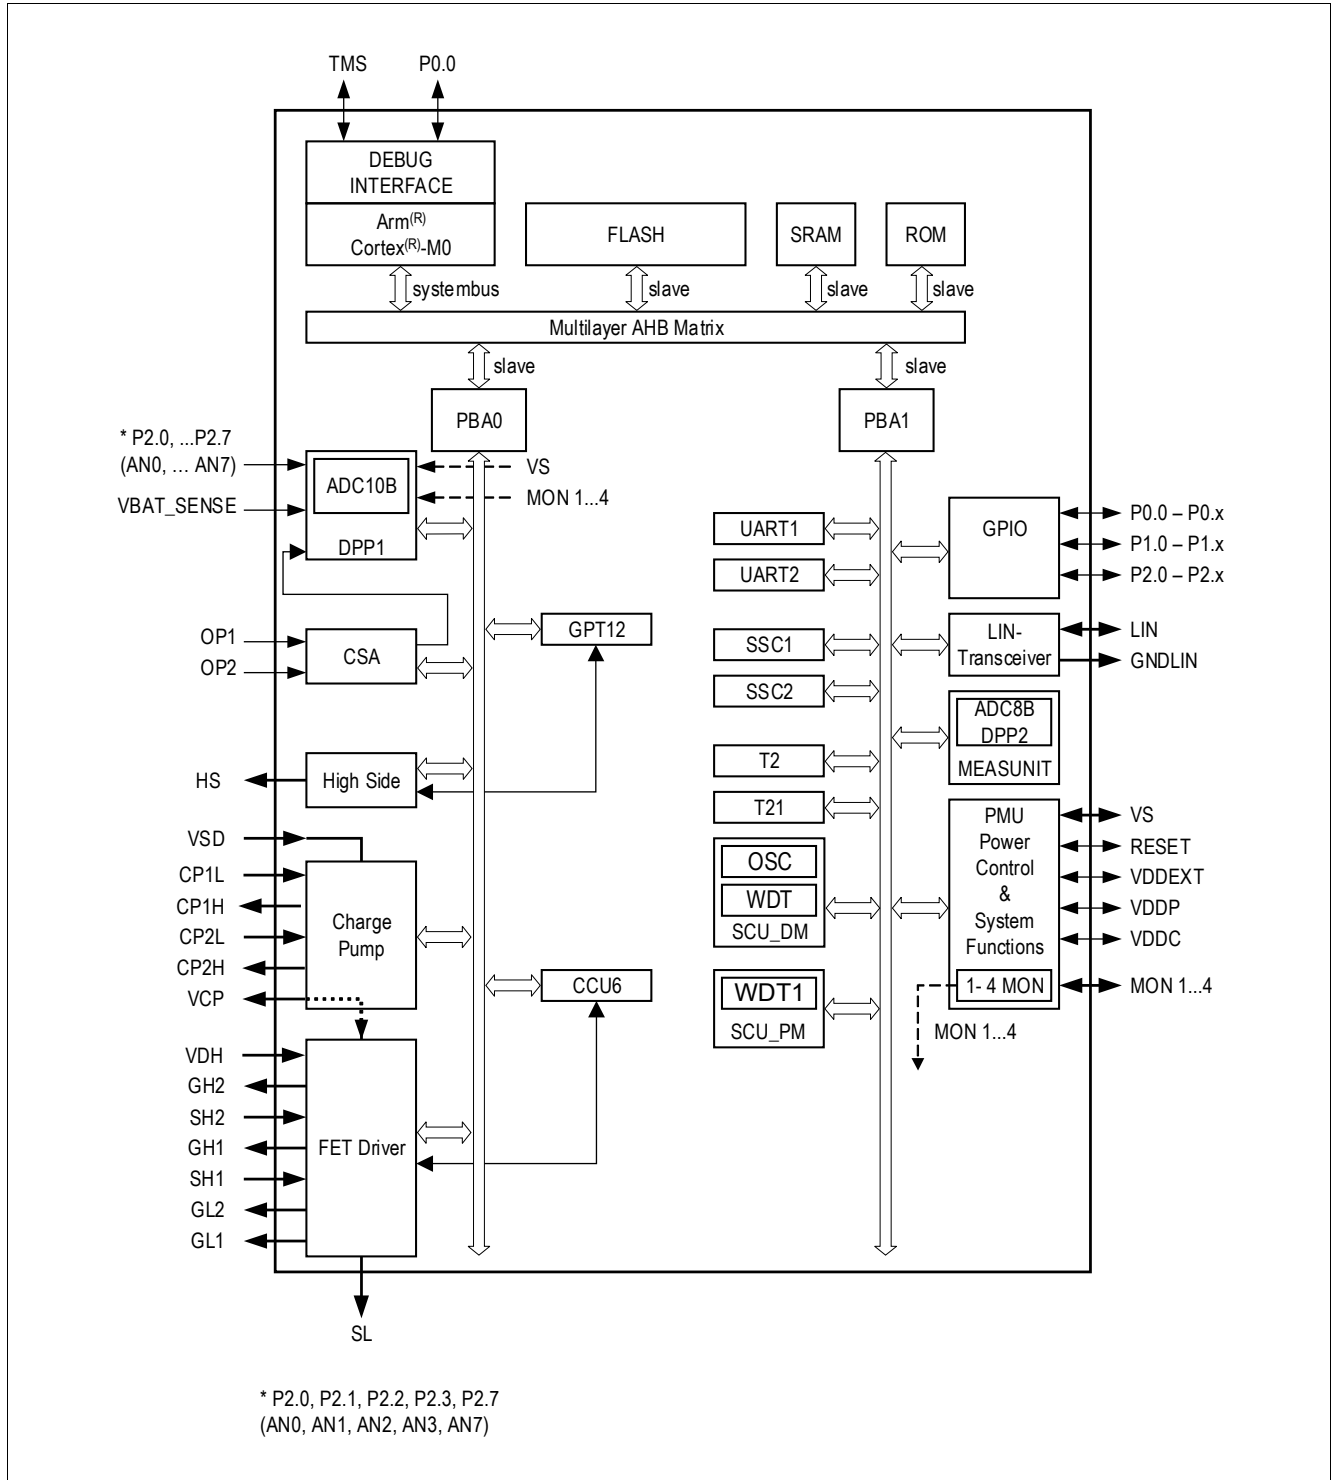 TMS
P0.0
DEBUG
INTERFACE
Arm(R)
Cortex(R)-M0
FLASH
SRAM
ROM
systembus
slave
slave
slave
Multilayer AHB Matrix
slave
slave
PBA0
PBA1
* P2.0, ...P2.7
(AN0, ... AN7)
VBAT_SENSE
ADC10B
DPP1
VS
MON 1...4
OP1
OP2
CSA
GPT12
HS
High Side
VSD
CP1L
CP1H
CP2L
CP2H
VCP
Charge
Pump
CCU6
VDH
GH2
SH2
GH1
SH1
GL2
GL1
FET Driver
SL
UART1
UART2
SSC1
SSC2
T2
T21
OSC
WDT
SCU_DM
WDT1
SCU_PM
GPIO
P0.0 – P0.x
P1.0 – P1.x
P2.0 – P2.x
LIN-
Transceiver
LIN
GNDLIN
ADC8B
DPP2
MEASUNIT
PMU
Power
Control
&
System
Functions
1- 4 MON
VS
RESET
VDDEXT
VDDP
VDDC
MON 1...4
MON 1...4
* P2.0, P2.1, P2.2, P2.3, P2.7
(AN0, AN1, AN2, AN3, AN7)